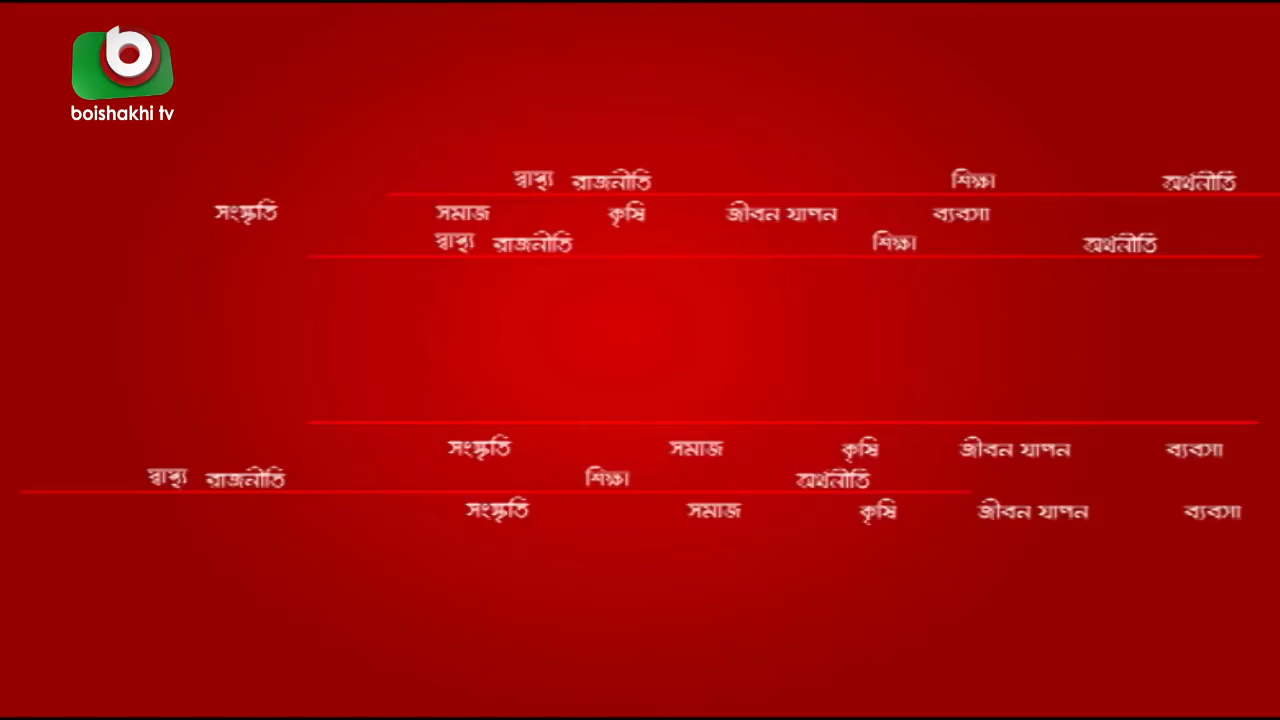 boishakhi tv
স্বাস্থ্য রাজনীতি শিক্ষা অর্থনীতি
সংস্কৃতি সমাজ কৃষি জীবন যাপন ব্যবসা
স্বাস্থ্য রাজনীতি শিক্ষা অর্থনীতি
সংস্কৃতি সমাজ কৃষি জীবন যাপন ব্যবসা
স্বাস্থ্য রাজনীতি শিক্ষা অর্থনীতি
সংস্কৃতি সমাজ কৃষি জীবন যাপন ব্যবসা